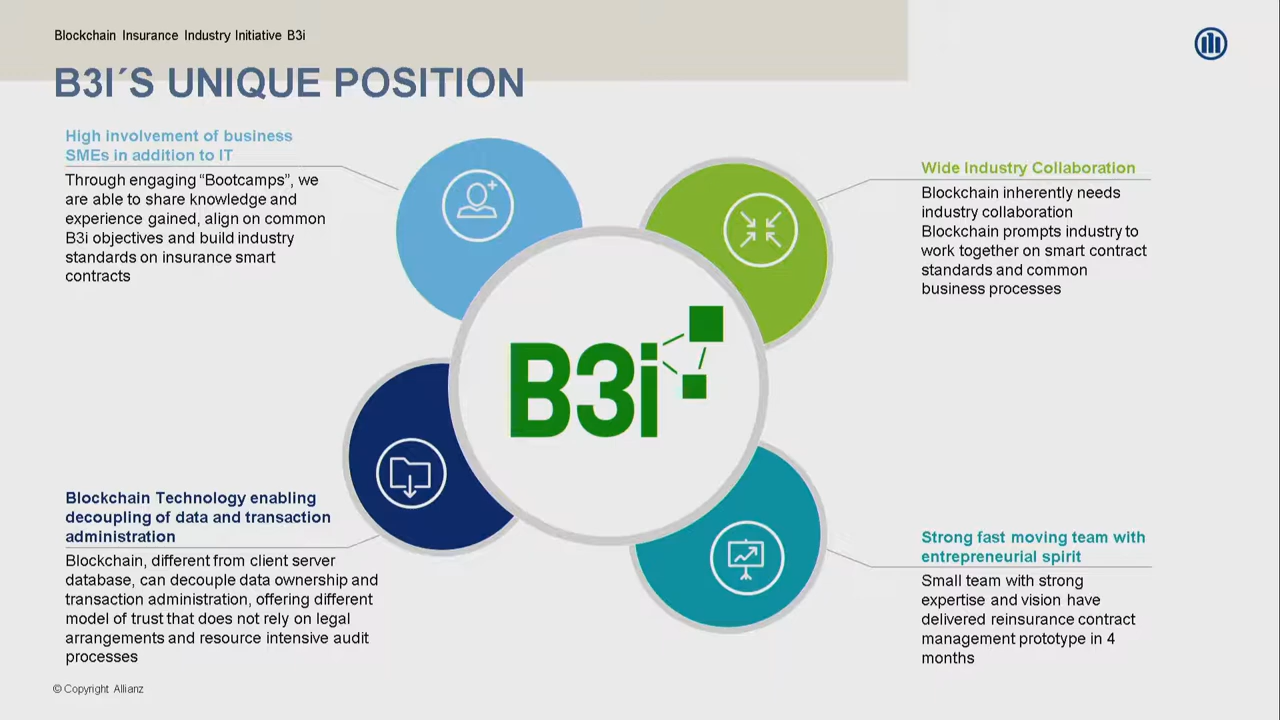 Blockchain Insurance Industry Initiative B3i
B3I´S UNIQUE POSITION
High involvement of business
SMEs in addition to IT
Through engaging “Bootcamps”, we
are able to share knowledge and
experience gained, align on common
B3i objectives and build industry
standards on insurance smart
contracts
Wide Industry Collaboration
Blockchain inherently needs
industry collaboration
Blockchain prompts industry to
work together on smart contract
standards and common
business processes
B3i
Blockchain Technology enabling
decoupling of data and transaction
administration
Blockchain, different from client server
database, can decouple data ownership and
transaction administration, offering different
model of trust that does not rely on legal
arrangements and resource intensive audit
processes
Strong fast moving team with
entrepreneurial spirit
Small team with strong
expertise and vision have
delivered reinsurance contract
management prototype in 4
months
© Copyright Allianz